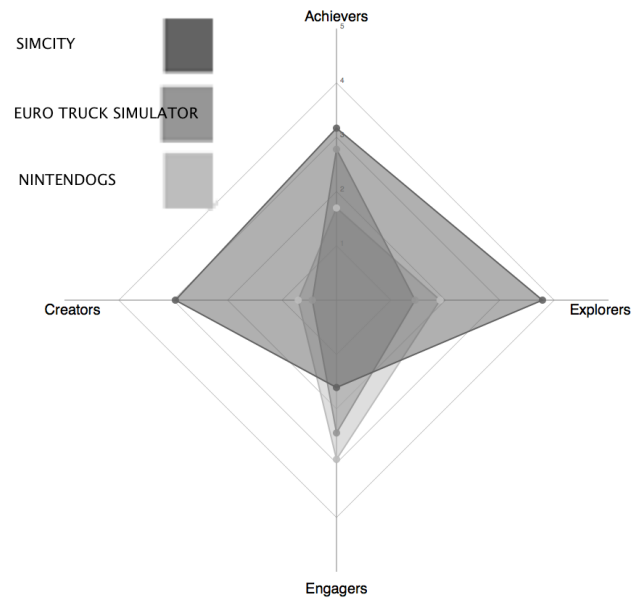 Achievers
5
SIMCITY
4
EURO TRUCK SIMULATOR
3
NINTENDOGS
2
1
Creators
Explorers
Engagers